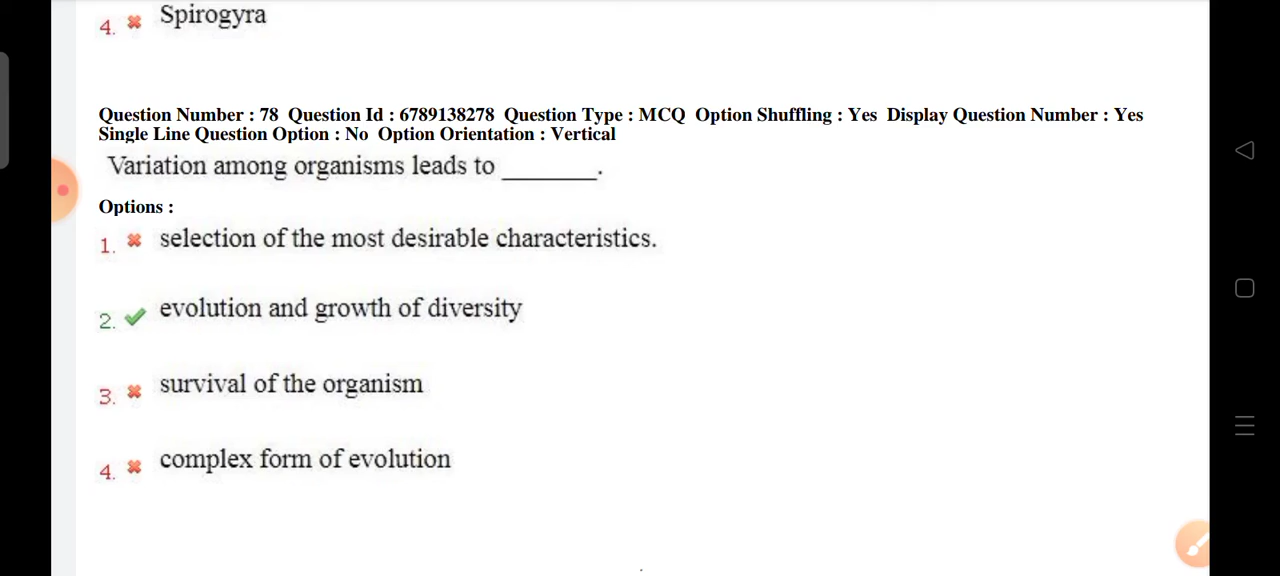 4. Spirogyra
Question Number : 78 Question Id : 6789138278 Question Type : MCQ Option Shuffling : Yes Display Question Number : Yes
Single Line Question Option : No Option Orientation : Vertical
Variation among organisms leads to _______.
Options :
1. selection of the most desirable characteristics.
2. evolution and growth of diversity
3. survival of the organism
4. complex form of evolution